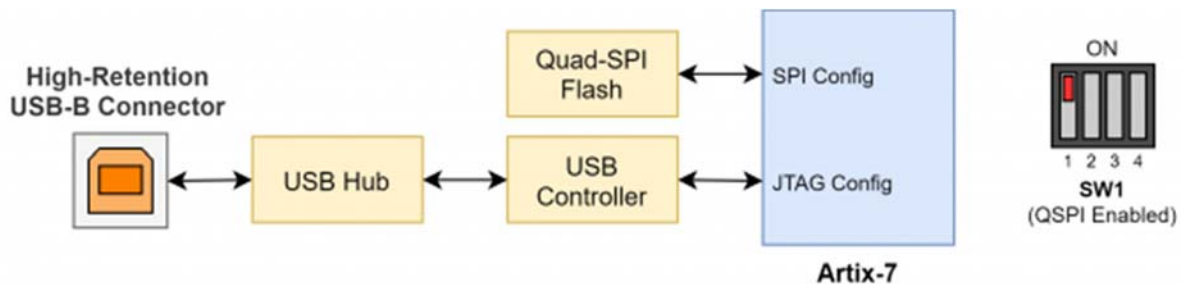 High-Retention
USB-B Connector
USB Hub
Quad-SPI
Flash
USB
Controller
SPI Config
JTAG Config
Artix-7
ON
1 2 3 4
SW1
(QSPI Enabled)